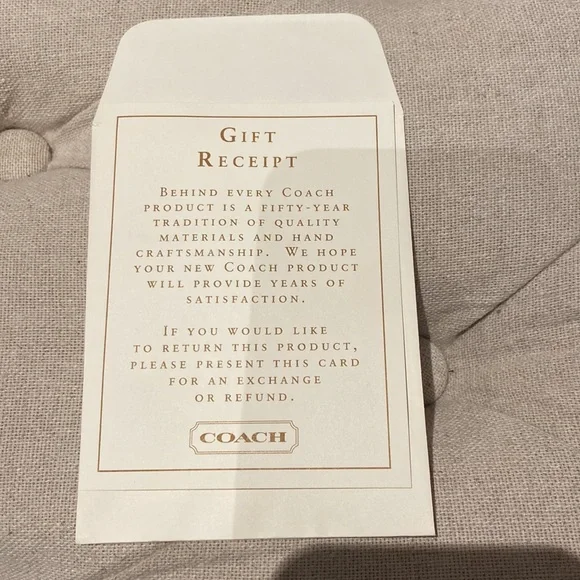 GIFT
RECEIPT
BEHIND EVERY COACH
PRODUCT IS A FIFTY-YEAR
TRADITION OF QUALITY
MATERIALS AND HAND
CRAFTSMANSHIP. WE HOPE
YOUR NEW COACH PRODUCT
WILL PROVIDE YEARS OF
SATISFACTION.
IF YOU WOULD LIKE
TO RETURN THIS PRODUCT,
PLEASE PRESENT THIS CARD
FOR AN EXCHANGE
OR REFUND.
COACH